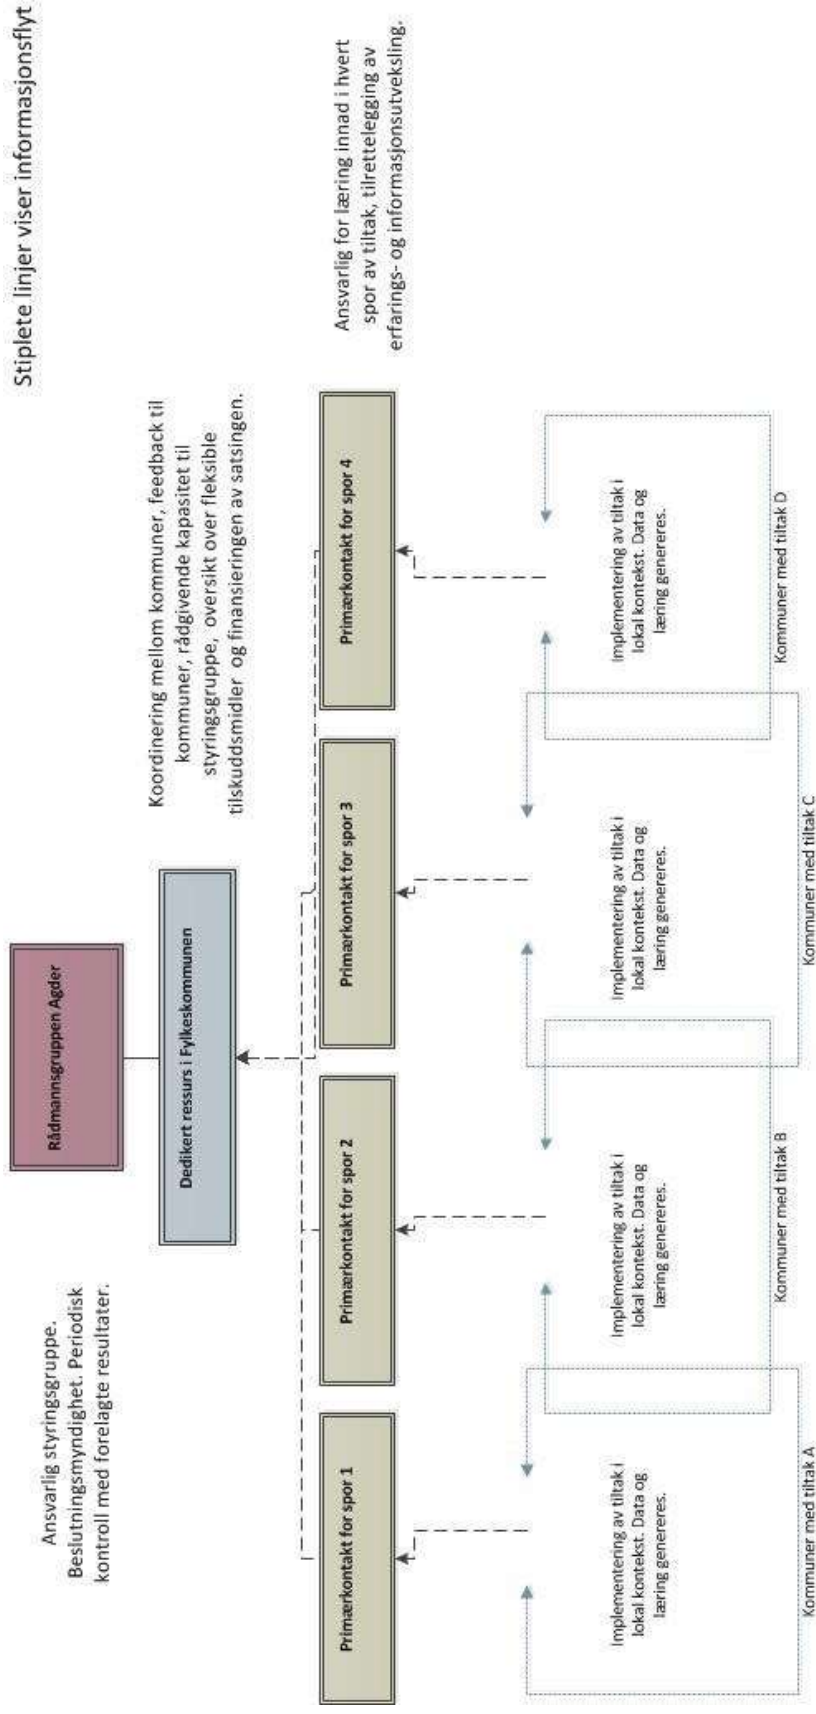 Stiplete linjer viser informasjonsflyt
Rådmannsgruppen Agder
Ansvarlig styringsgruppe.
Beslutningsmyndighet. Periodisk
kontroll med forelagte resultater.
Dedikert ressurs i Fylkeskommunen
Koordinering mellom kommuner, feedback til
kommuner, rådgivende kapasitet til
styringsgruppe, oversikt over fleksible
tilskuddsmidler og finansieringen av satsingen.
Primærkontakt for spor 1
Primærkontakt for spor 2
Primærkontakt for spor 3
Primærkontakt for spor 4
Ansvarlig for læring innad i hvert
spor av tiltak, tilrettelegging av
erfarings- og informasjonsutveksling.
Implementering av tiltak i
lokal kontekst. Data og
læring genereres.
Implementering av tiltak i
lokal kontekst. Data og
læring genereres.
Implementering av tiltak i
lokal kontekst. Data og
læring genereres.
Implementering av tiltak i
lokal kontekst. Data og
læring genereres.
Kommuner med tiltak A
Kommuner med tiltak B
Kommuner med tiltak C
Kommuner med tiltak D